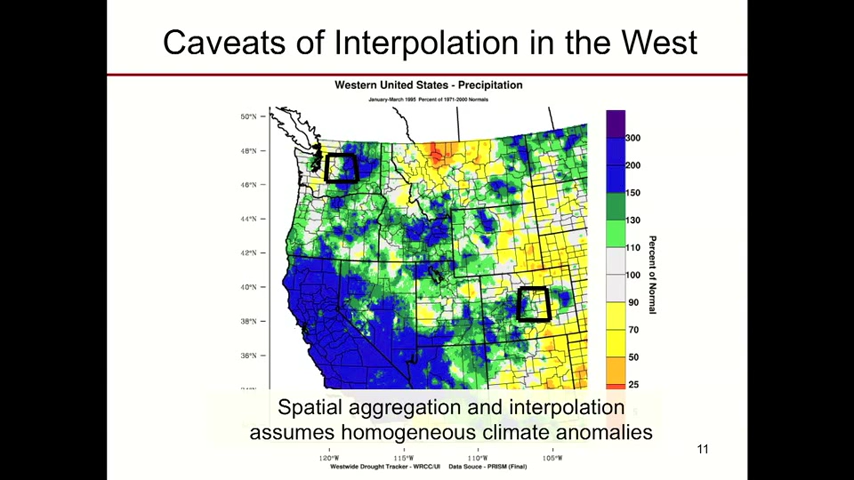 Caveats of Interpolation in the West
Western United States - Precipitation
January-March 1995 Percent of 1971-2000 Normals
50°N
48°N
46°N
44°N
42°N
40°N
38°N
36°N
300
200
150
130
110
100
90
70
50
25
Percent of Normal
Spatial aggregation and interpolation
assumes homogeneous climate anomalies
11
120°W
115°W
110°W
105°W
Westwide Drought Tracker - WRCC/UI Data Souce - PRISM (Final)